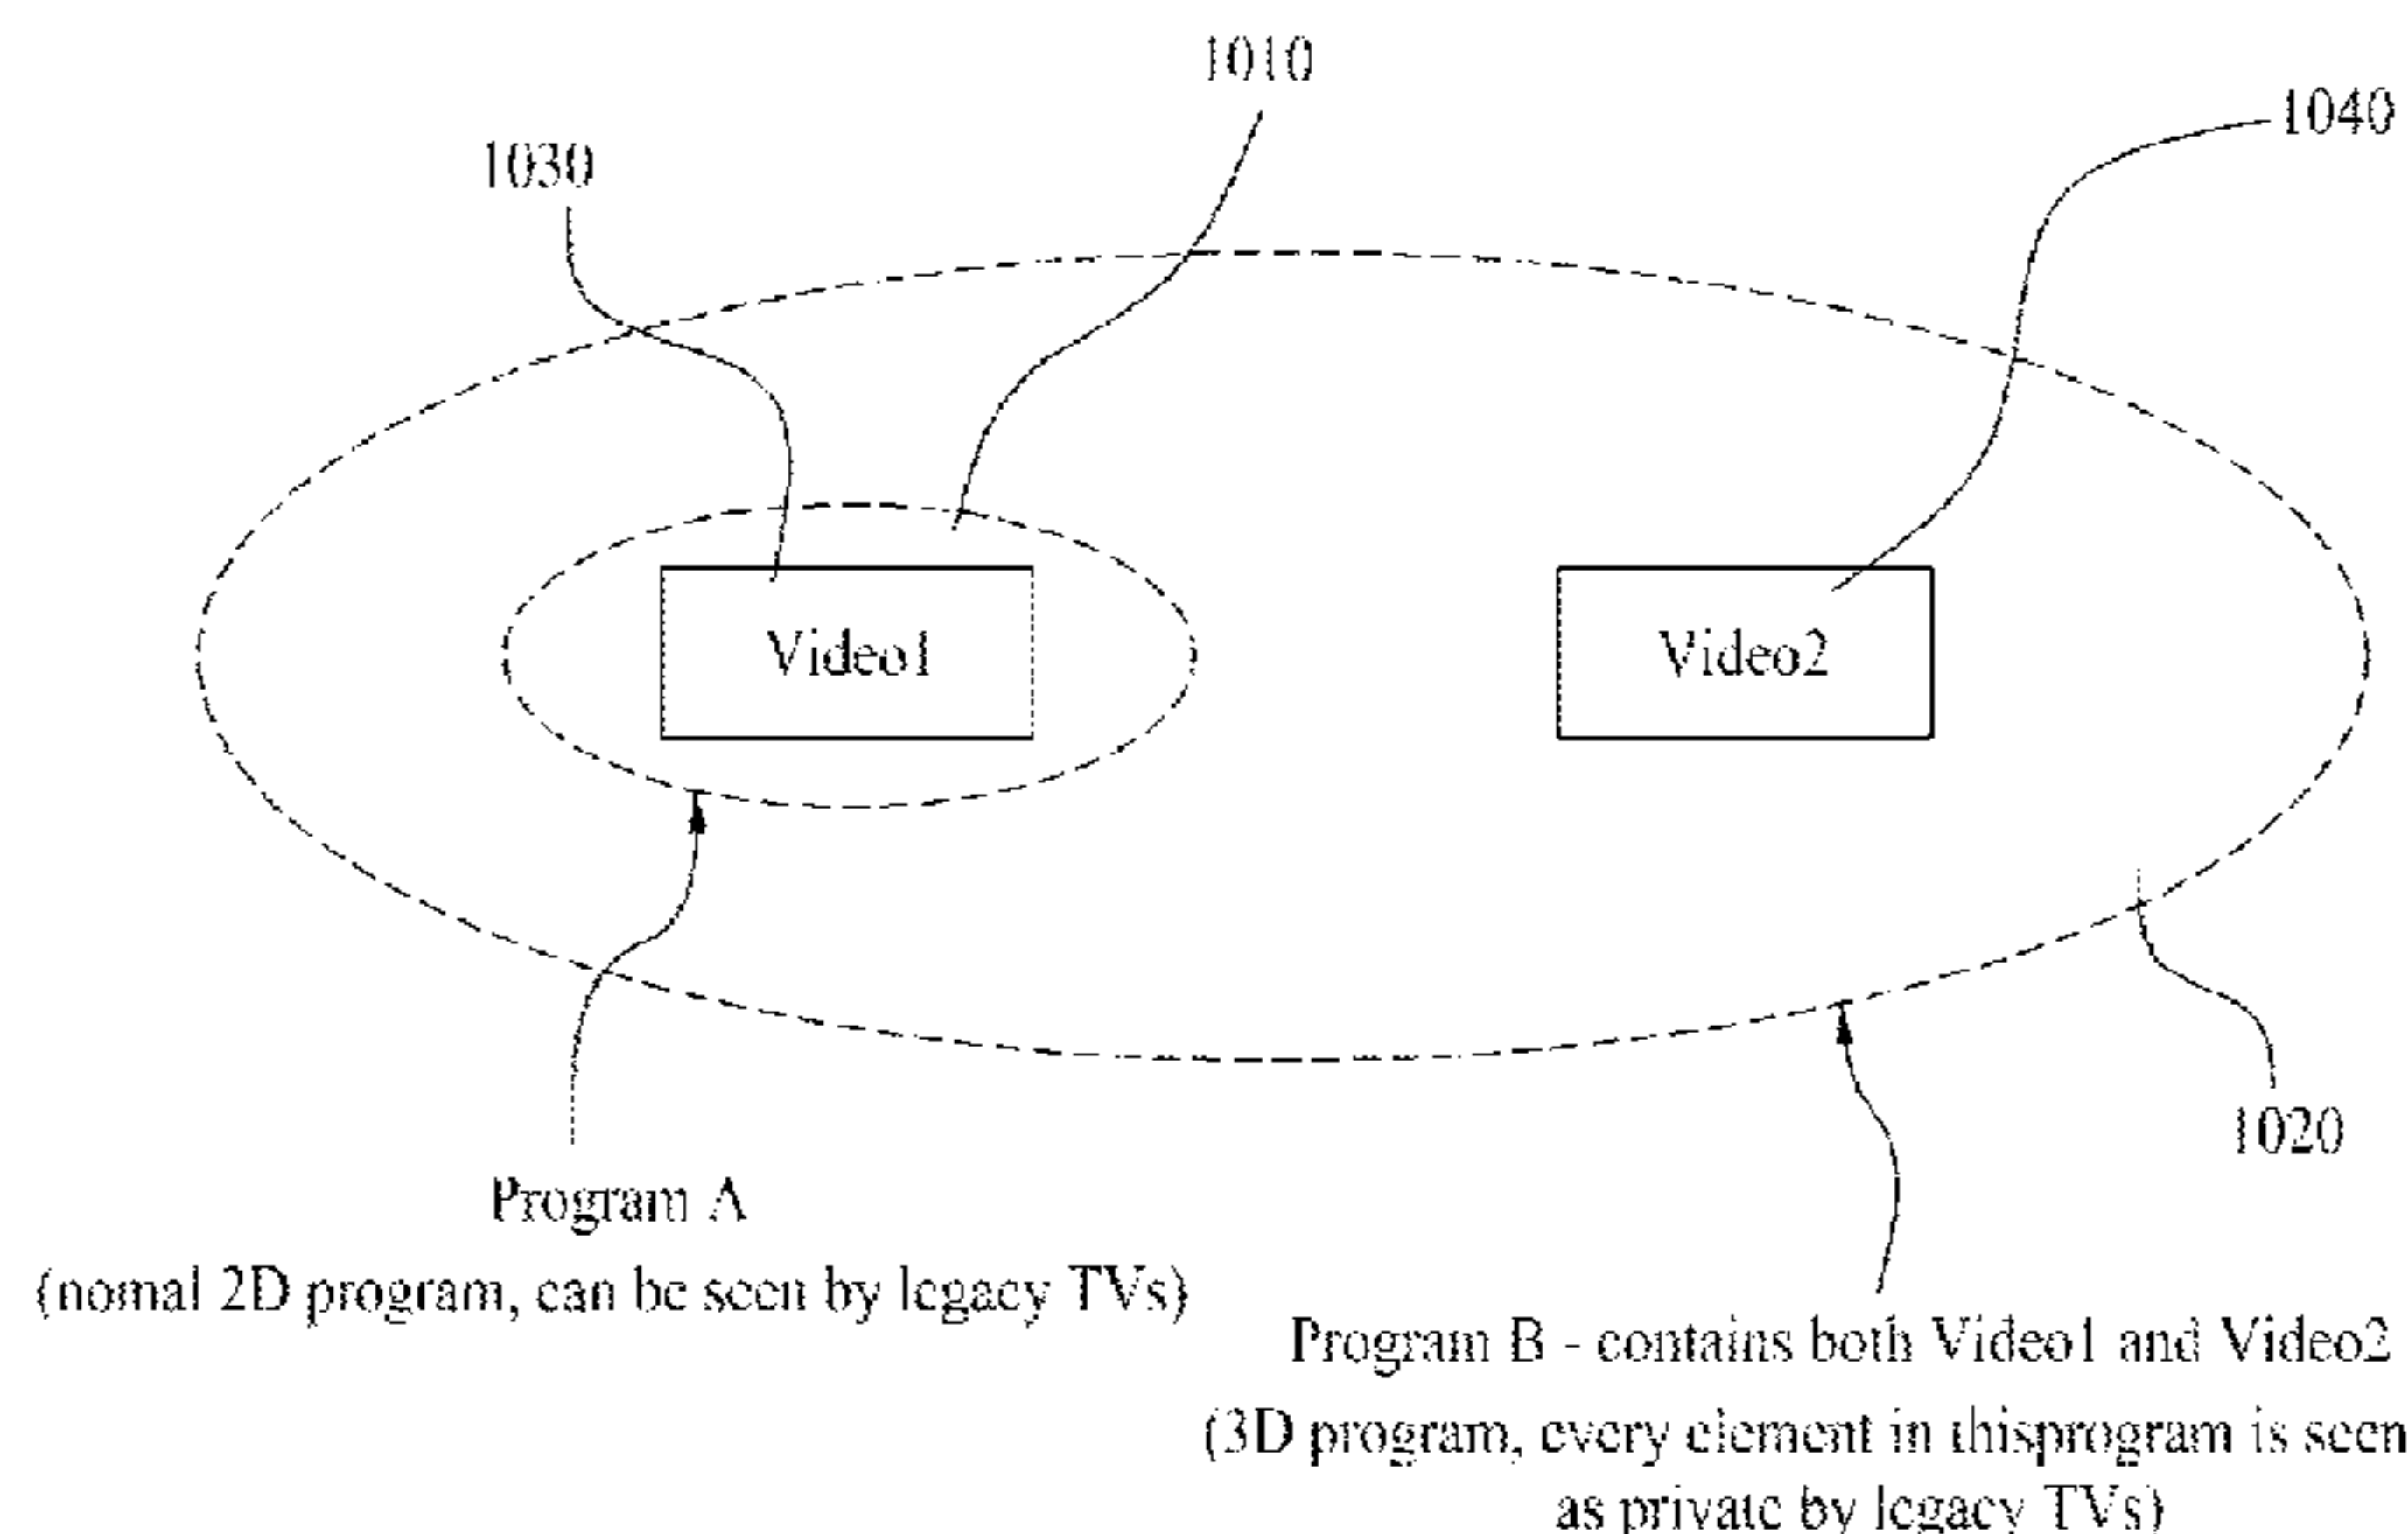 1010
1040
1030
Video1
Video2
1020
Program A
(nomal 2D program, can be seen by legacy TVs)
Program B - contains both Video1 and Video2
(3D program, every element in thisprogram is seen
as private by legacy TVs)